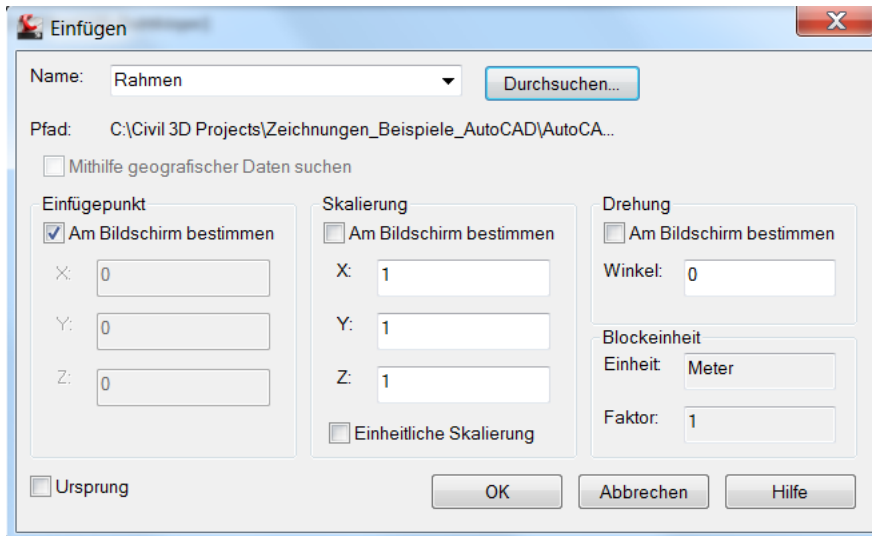 Einfügen
Name: Rahmen Durchsuchen...
Pfad: C:\Civil 3D Projects\Zeichnungen_Beispiele_AutoCAD\AutoCA...
Mithilfe geografischer Daten suchen
Einfügepunkt
Am Bildschirm bestimmen
X: 0
Y: 0
Z: 0
Skalierung
Am Bildschirm bestimmen
X: 1
Y: 1
Z: 1
Einheitliche Skalierung
Drehung
Am Bildschirm bestimmen
Winkel: 0
Blockeinheit
Einheit: Meter
Faktor: 1
Ursprung
OK Abbrechen Hilfe